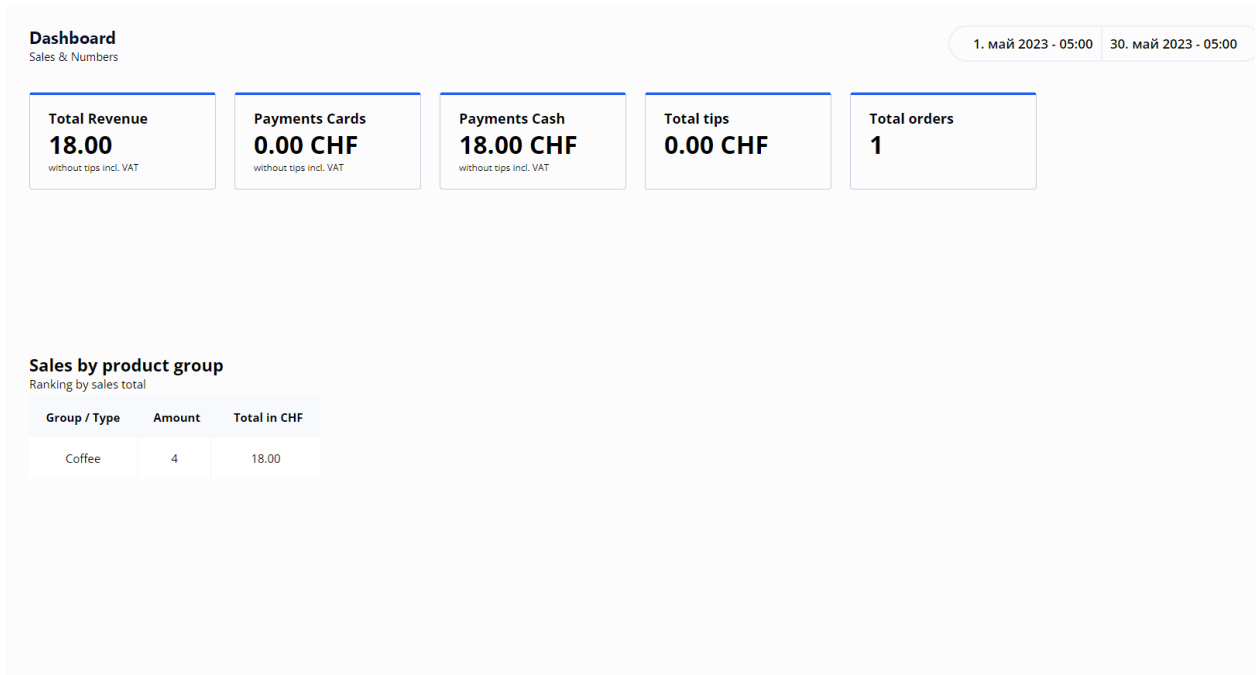 Dashboard
Sales & Numbers
1. май 2023 - 05:00 30. май 2023 - 05:00
Total Revenue
18.00
without tips incl. VAT
Payments Cards
0.00 CHF
without tips incl. VAT
Payments Cash
18.00 CHF
without tips incl. VAT
Total tips
0.00 CHF
Total orders
1
Sales by product group
Ranking by sales total
Group / Type Amount Total in CHF
Coffee 4 18.00